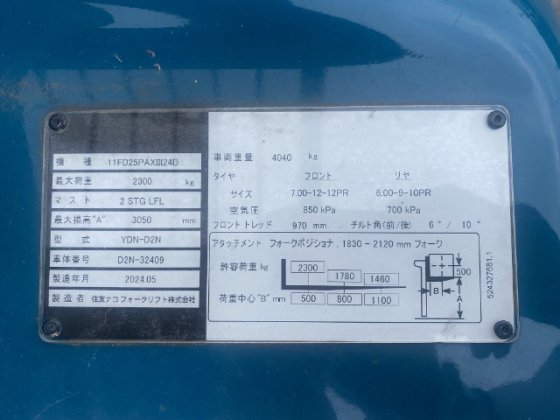 機 種 11FD25PAXⅢ24D
最大荷重 2300 kg
マスト 2 STG LFL
最大揚高"A" 3050 mm
型 式 YDN-D2N
車体番号 D2N-32409
製造年月 2024.05
製造者 住友ナコ フォークリフト株式会社
車両重量 4040 kg
タイヤ フロント リヤ
サイズ 7.00-12-12PR 6.00-9-10PR
空気圧 850 kPa 700 kPa
フロントトレッド 970 mm チルト角(前/後) 6°/ 10°
アタッチメント フォークポジショナ, 1830-2120 mm フォーク
許容荷重 kg 2300 1780 1460
荷重中心"B" mm 500 800 1100
500
B
A
524327651.1